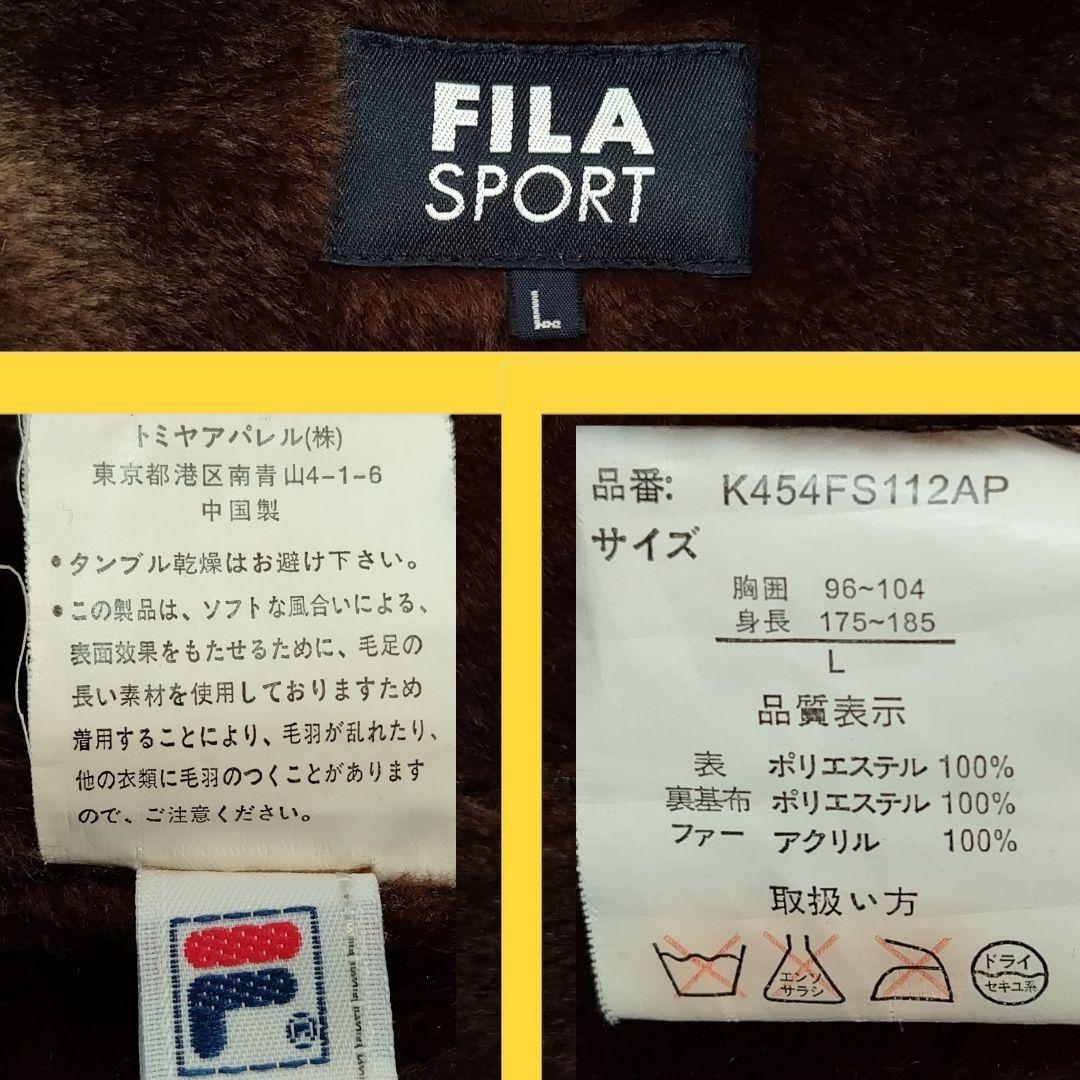 FILA
SPORT
L
トミヤアパレル(株)
東京都港区南青山4-1-6
中国製
•タンブル乾燥はお避け下さい。
•この製品は、ソフトな風合いによる、
表面効果をもたせるために、毛足の
長い素材を使用しておりますため
着用することにより、毛羽が乱れたり、
他の衣類に毛羽のつくことがあります
ので、ご注意ください。
F
®
品番: K454FS112AP
サイズ
胸囲 96~104
身長 175~185
L
品質表示
表 ポリエステル 100%
裏基布 ポリエステル 100%
ファー アクリル 100%
取扱い方
エンソ
サラシ
ドライ
セキユ系